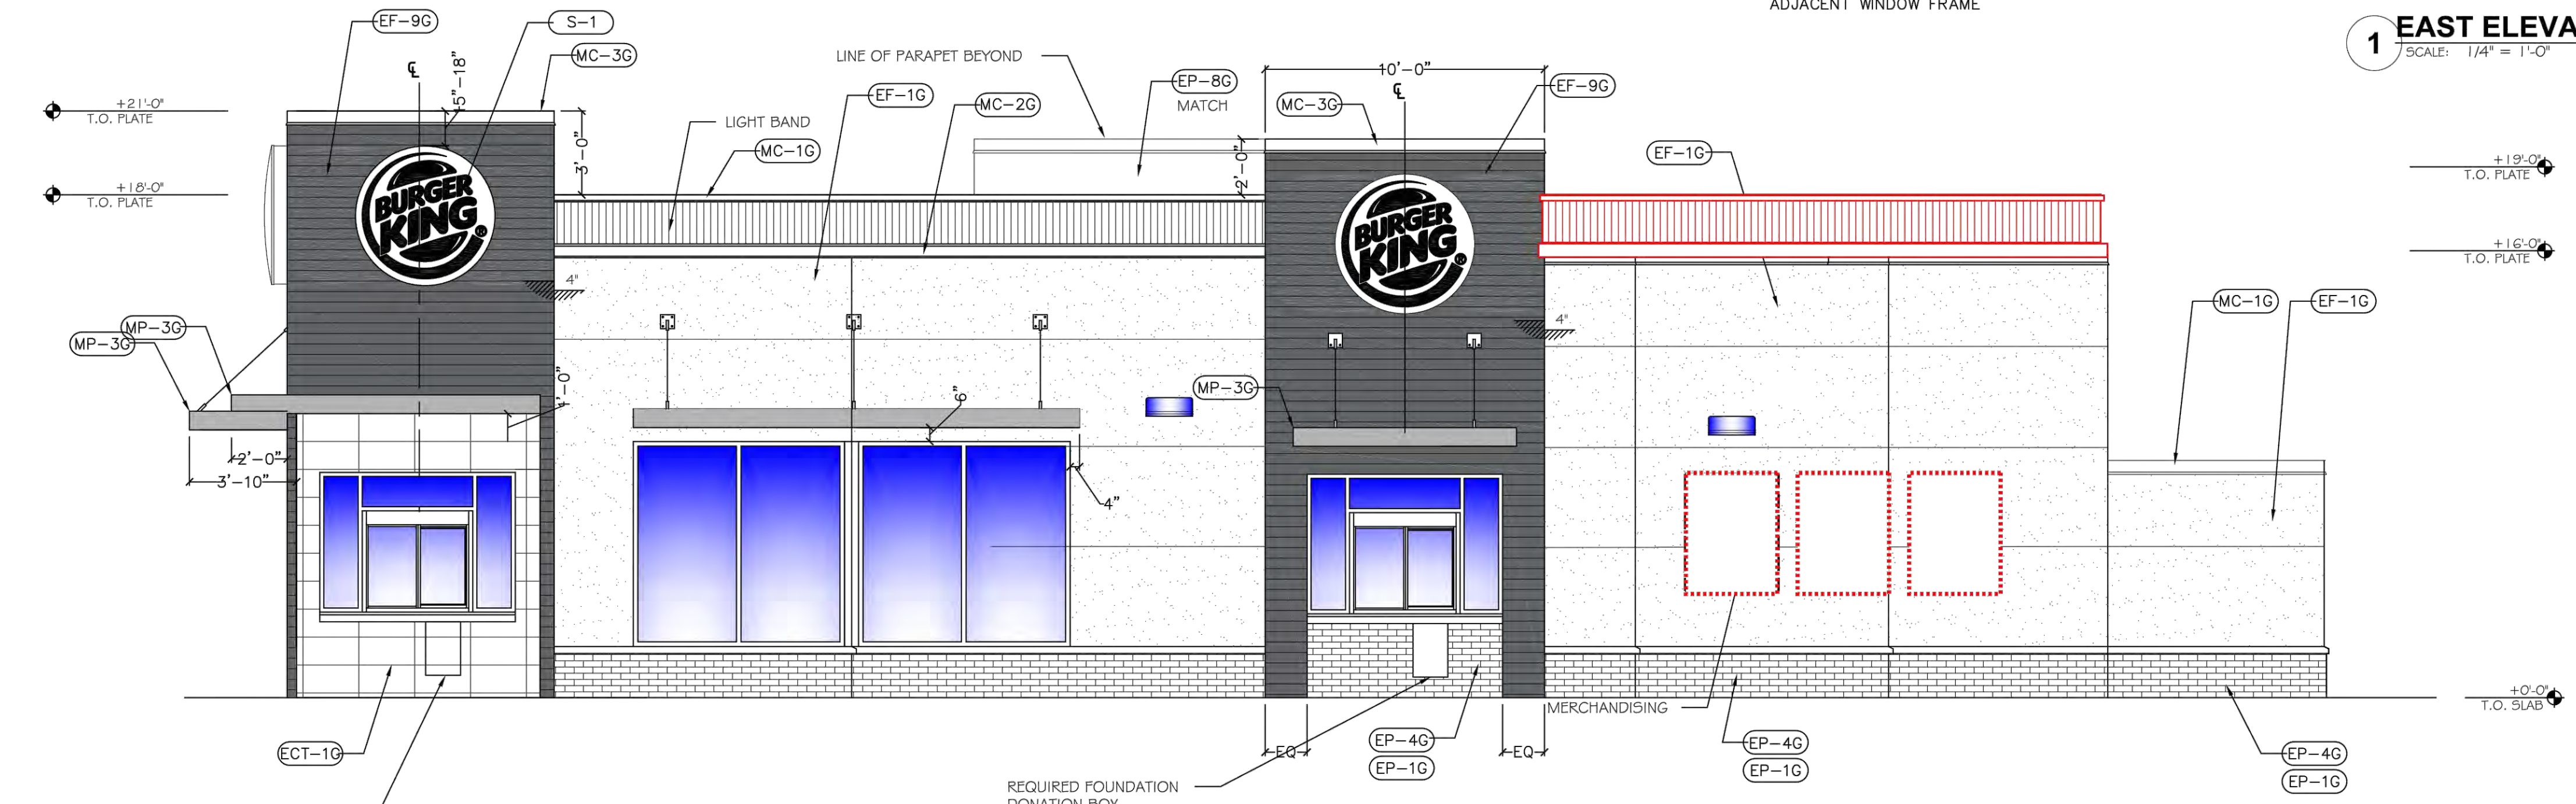 ADJACENT WINDOW FRAME
1 EAST ELEVA
SCALE: 1/4" = 1'-0"
EF-9G
S-1
MC-3G
℄
+5"-18"
LINE OF PARAPET BEYOND
10'-0"
℄
EP-8G
MATCH
EF-9G
EF-1G
MC-2G
MC-3G
+21'-0"
T.O. PLATE
LIGHT BAND
MC-1G
3'-0"
2'-0"
EF-1G
+19'-0"
T.O. PLATE
+18'-0"
T.O. PLATE
BURGER
KING
®
BURGER
KING
®
+16'-0"
T.O. PLATE
4"
4"
MC-1G
EF-1G
MP-3G
MP-3G
1'-0"
6"
MP-3G
2'-0"
3'-10"
4"
+0'-0"
T.O. SLAB
MERCHANDISING
ECT-1G
EQ
EQ
EP-4G
EP-1G
EP-4G
EP-1G
EP-4G
EP-1G
REQUIRED FOUNDATION
DONATION BOX